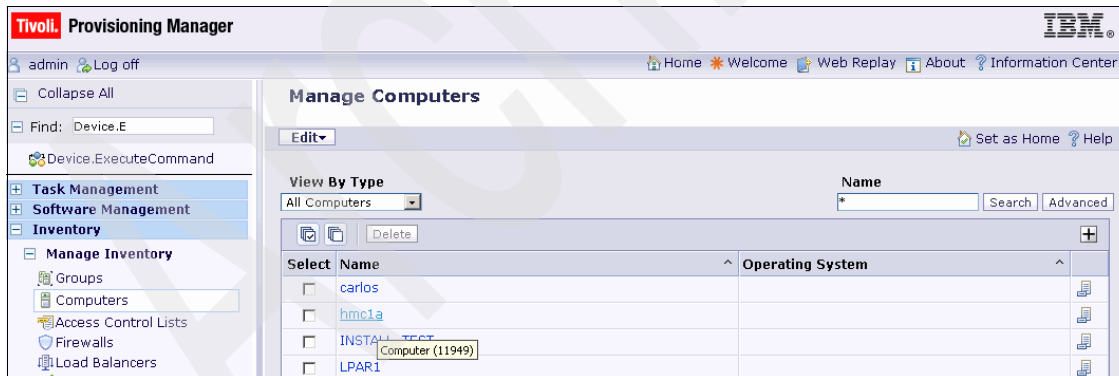 Tivoli. Provisioning Manager
IBM®
admin Log off
Home Welcome Web Replay About Information Center
Collapse All
Find: Device.E
Device.ExecuteCommand
Task Management
Software Management
Inventory
Manage Inventory
Groups
Computers
Access Control Lists
Firewalls
Load Balancers
Manage Computers
Edit
Set as Home Help
View By Type
All Computers
Name
*
Search Advanced
Delete
Select Name Operating System
carlos
hmc1a
Computer (11949)
LPAR1